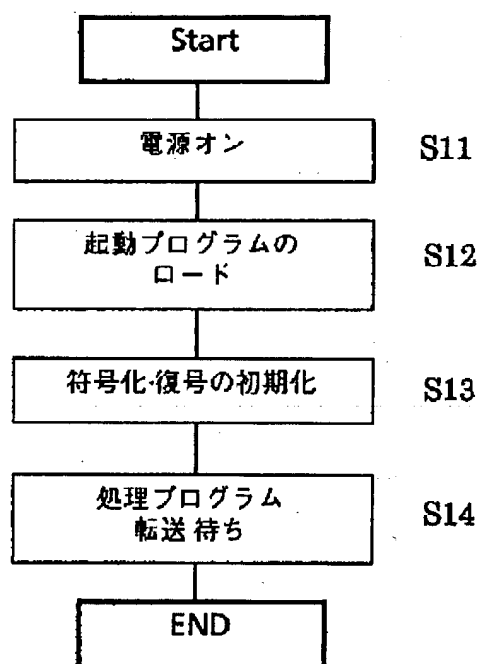 Start
電源オン S11
起動プログラムの
ロード S12
符号化・復号の初期化 S13
処理プログラム
転送待ち S14
END